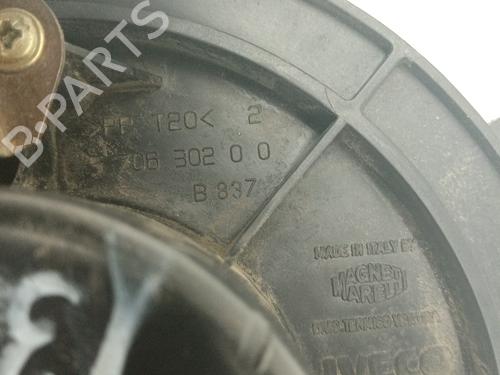 B-PARTS
>PP T20< 2
06 302 0 0
B 837
MADE IN ITALY BY
MAGNETI
MARELLI
IVECO